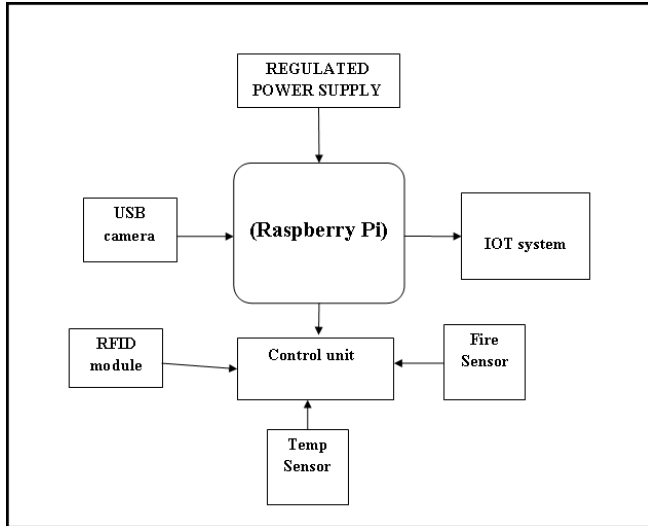 REGULATED
POWER SUPPLY
USB
camera
(Raspberry Pi)
IOT system
RFID
module
Control unit
Fire
Sensor
Temp
Sensor